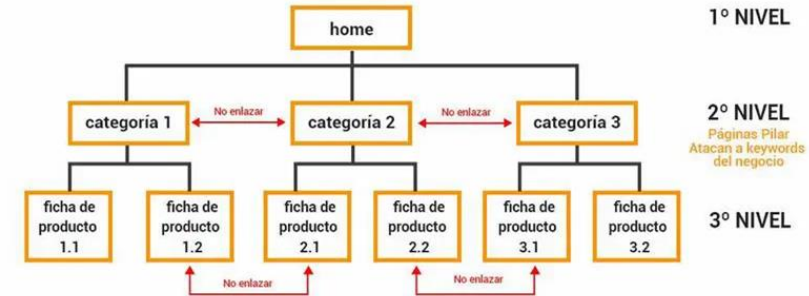 home
1º NIVEL
categoría 1
No enlazar
categoría 2
No enlazar
categoría 3
2º NIVEL
Páginas Pilar
Atacan a keywords
del negocio
ficha de
producto
1.1
ficha de
producto
1.2
ficha de
producto
2.1
ficha de
producto
2.2
ficha de
producto
3.1
ficha de
producto
3.2
3º NIVEL
No enlazar
No enlazar